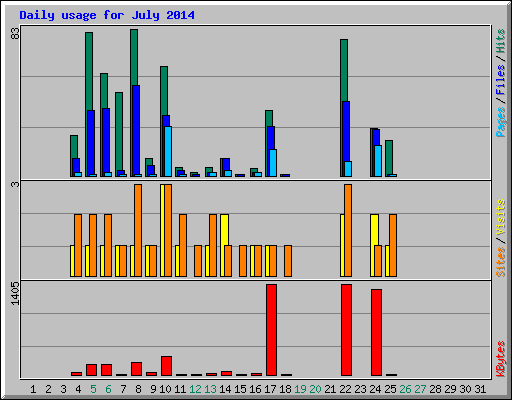 Daily usage for July 2014
83
Pages / Files / Hits
3
Sites / Visits
1405
KBytes
1 2 3 4 5 6 7 8 9 10 11 12 13 14 15 16 17 18 19 20 21 22 23 24 25 26 27 28 29 30 31